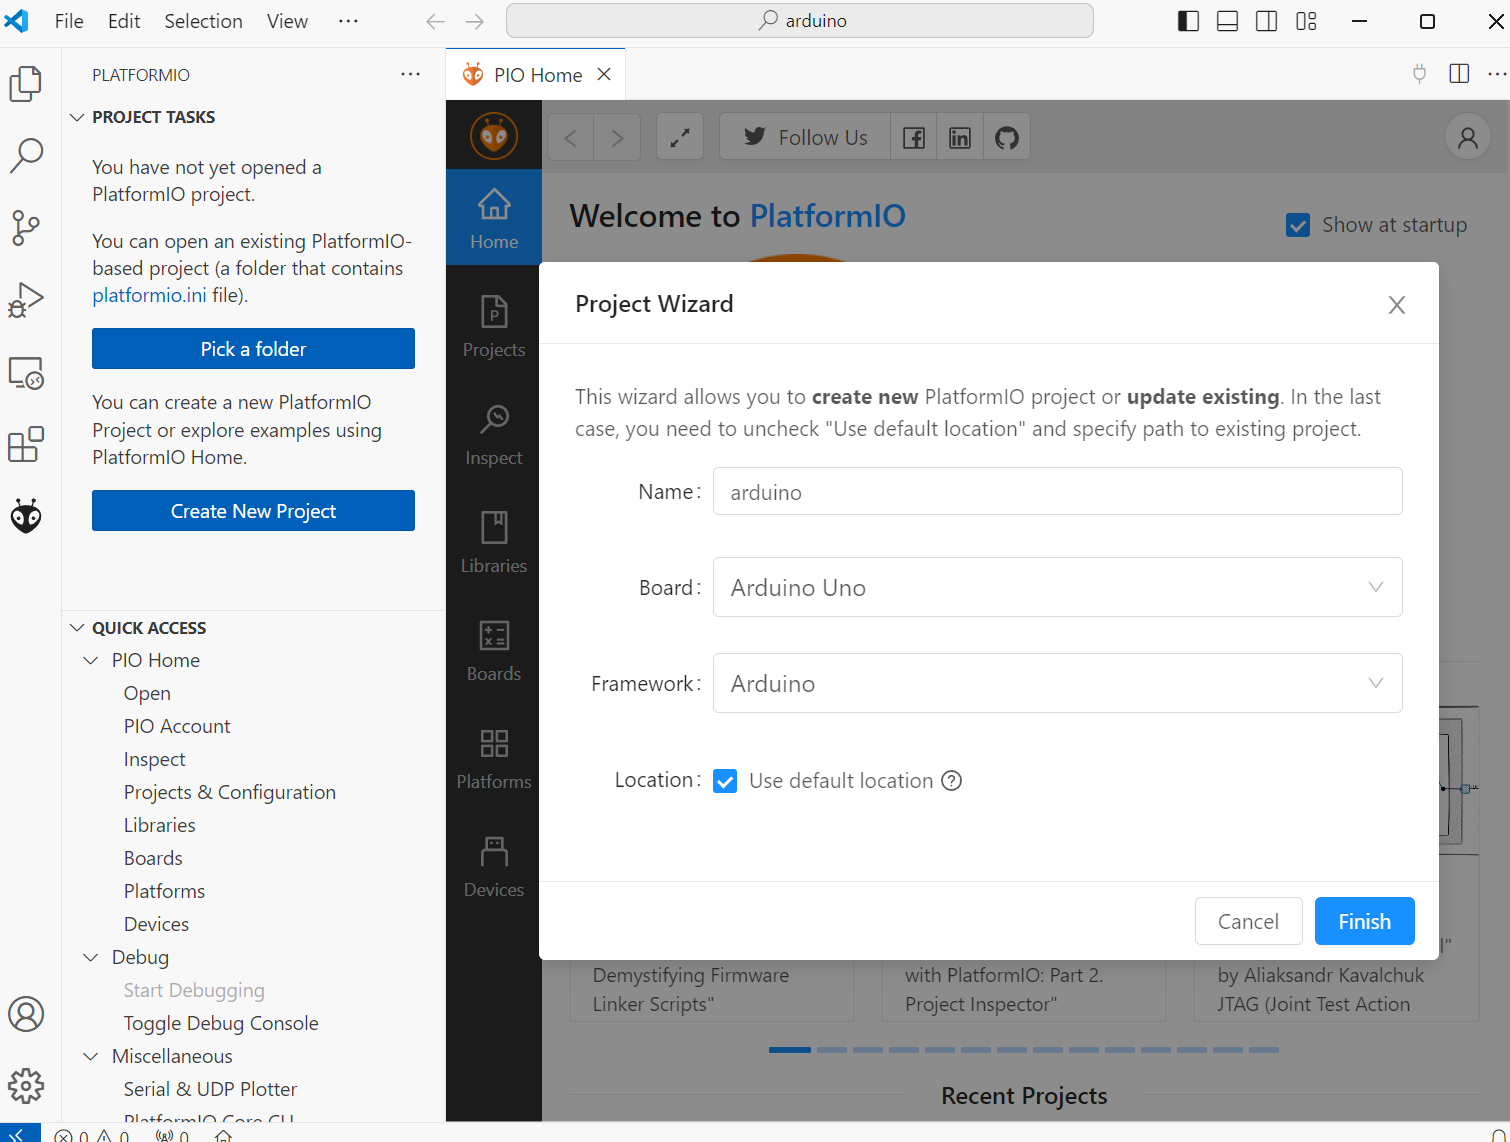 File Edit Selection View ···
arduino
PLATFORMIO
PIO Home
PROJECT TASKS
You have not yet opened a
PlatformIO project.
You can open an existing PlatformIO-
based project (a folder that contains
platformio.ini file).
Pick a folder
You can create a new PlatformIO
Project or explore examples using
PlatformIO Home.
Create New Project
QUICK ACCESS
PIO Home
Open
PIO Account
Inspect
Projects & Configuration
Libraries
Boards
Platforms
Devices
Debug
Start Debugging
Toggle Debug Console
Miscellaneous
Serial & UDP Plotter
PlatformIO Core CLI
Home
Projects
Inspect
Libraries
Boards
Platforms
Devices
Follow Us
Welcome to PlatformIO
Show at startup
Project Wizard
This wizard allows you to create new PlatformIO project or update existing. In the last
case, you need to uncheck "Use default location" and specify path to existing project.
Name: arduino
Board: Arduino Uno
Framework: Arduino
Location: Use default location
Cancel Finish
Demystifying Firmware
Linker Scripts"
with PlatformIO: Part 2.
Project Inspector"
by Aliaksandr Kavalchuk
JTAG (Joint Test Action
Recent Projects
0 0 0